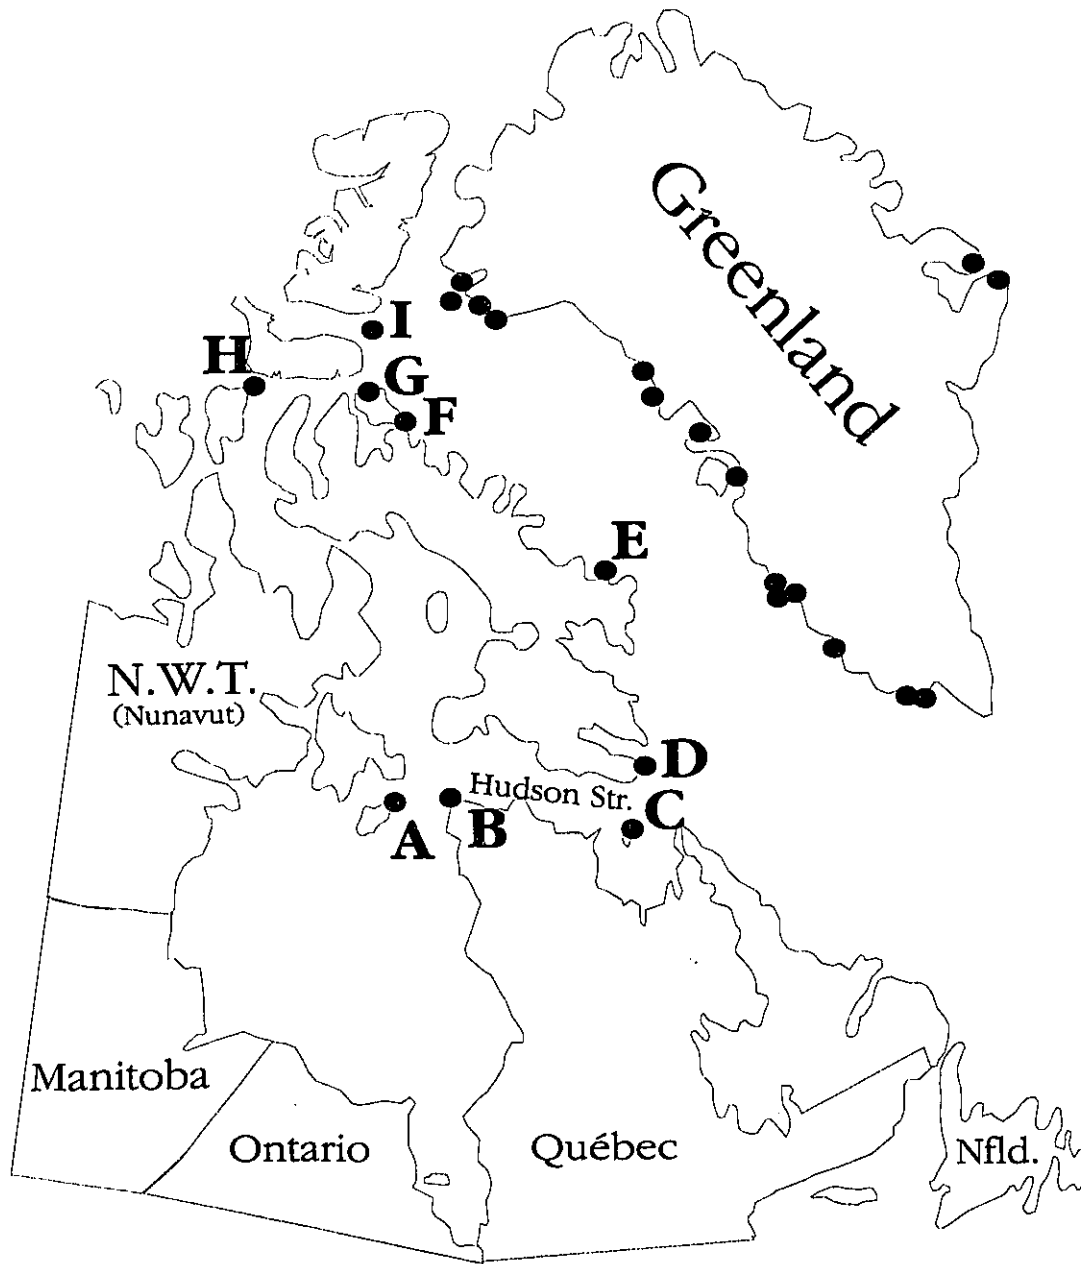 Greenland
I
H
G
F
E
N.W.T.
(Nunavut)
D
Hudson Str.
C
A
B
Manitoba
Ontario
Québec
Nfld.